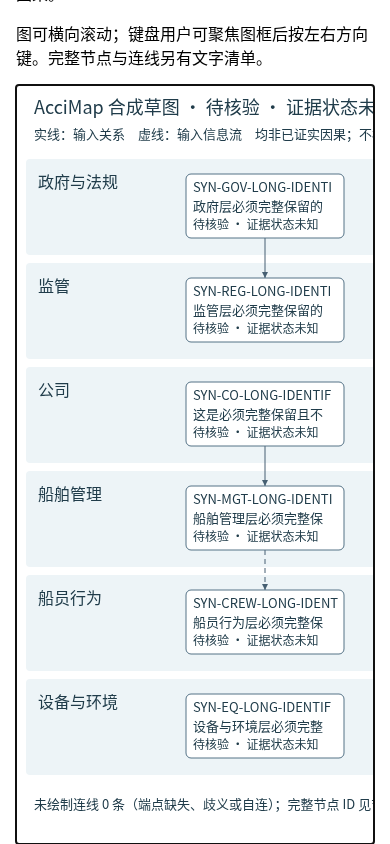 图可横向滚动；键盘用户可聚焦图框后按左右方向
键。完整节点与连线另有文字清单。
AcciMap 合成草图 · 待核验 · 证据状态未
实线：输入关系 虚线：输入信息流 均非已证实因果；不
政府与法规
SYN-GOV-LONG-IDENTI
政府层必须完整保留的
待核验 · 证据状态未知
监管
SYN-REG-LONG-IDENTI
监管层必须完整保留的
待核验 · 证据状态未知
公司
SYN-CO-LONG-IDENTIF
这是必须完整保留且不
待核验 · 证据状态未知
船舶管理
SYN-MGT-LONG-IDENTI
船舶管理层必须完整保
待核验 · 证据状态未知
船员行为
SYN-CREW-LONG-IDENT
船员行为层必须完整保
待核验 · 证据状态未知
设备与环境
SYN-EQ-LONG-IDENTIF
设备与环境层必须完整
待核验 · 证据状态未知
未绘制连线 0 条（端点缺失、歧义或自连）；完整节点 ID 见